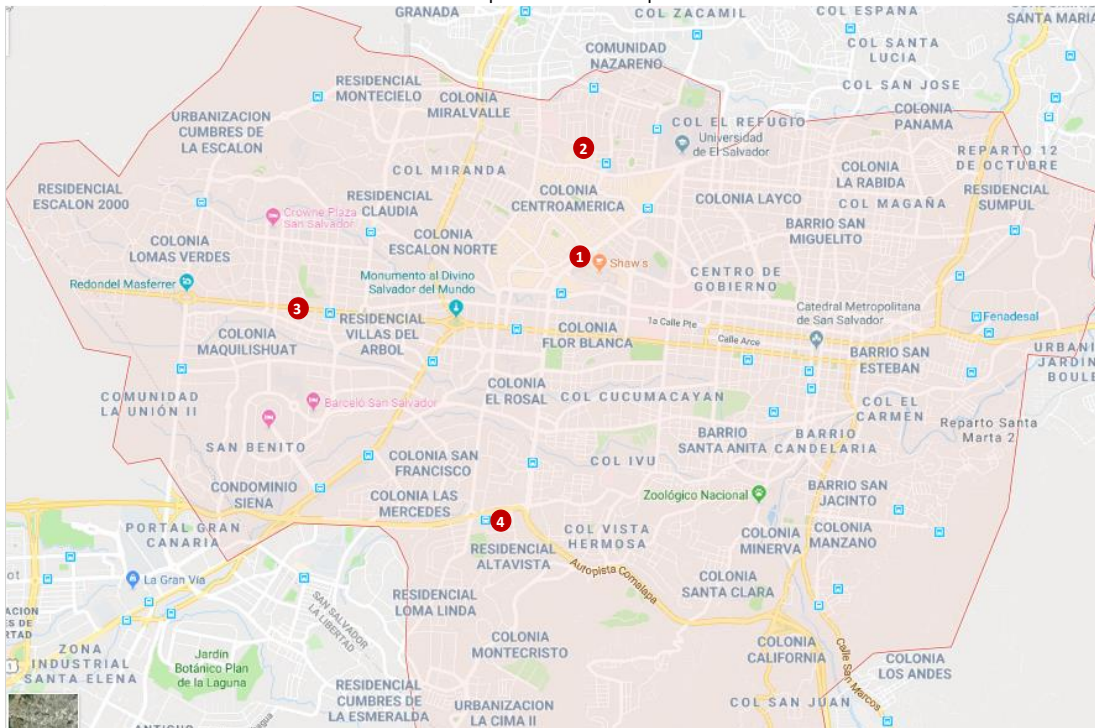 GRANADA
COL ZACAMIL
COL ESPAÑA
SANTA MARIA
COMUNIDAD
NAZARENO
COL SANTA
LUCIA
COL SAN JOSE
RESIDENCIAL
MONTECIELO
COLONIA
MIRALVALLE
COLONIA
PANAMA
URBANIZACION
CUMBRES DE
LA ESCALON
COL EL REFUGIO
Universidad
de El Salvador
2
REPARTO 12
DE OCTUBRE
COL MIRANDA
COLONIA
LA RABIDA
RESIDENCIAL
ESCALON 2000
RESIDENCIAL
CLAUDIA
COLONIA
CENTROAMERICA
COLONIA LAYCO
COL MAGAÑA
RESIDENCIAL
SUMPUL
Crowne Plaza
San Salvador
BARRIO SAN
MIGUELITO
COLONIA
LOMAS VERDES
COLONIA
ESCALON NORTE
1
Shaw's
CENTRO DE
GOBIERNO
Redondel Masferrer
Monumento al Divino
Salvador del Mundo
3
Catedral Metropolitana
de San Salvador
Fenadesal
RESIDENCIAL
VILLAS DEL
ARBOL
1a Calle Pte
Calle Arce
COLONIA
FLOR BLANCA
COLONIA
MAQUILISHUAT
BARRIO SAN
ESTEBAN
URBANI
JARDIN
BOULE
COMUNIDAD
LA UNIÓN II
COLONIA
EL ROSAL
COL CUCUMACAYAN
Barceló San Salvador
COL EL
CARMEN
Reparto Santa
Marta 2
SAN BENITO
BARRIO
SANTA ANITA
BARRIO
CANDELARIA
COLONIA SAN
FRANCISCO
COL IVU
CONDOMINIO
SIENA
COLONIA LAS
MERCEDES
Zoológico Nacional
BARRIO SAN
JACINTO
4
PORTAL GRAN
CANARIA
COL VISTA
HERMOSA
COLONIA
MINERVA
COLONIA
MANZANO
RESIDENCIAL
ALTAVISTA
Autopista Comalapa
La Gran Vía
COLONIA
SANTA CLARA
SAN SALVADOR
LA LIBERTAD
RESIDENCIAL
LOMA LINDA
ACION
ES DE
RTAD
COLONIA
MONTECRISTO
COLONIA
CALIFORNIA
Calle San Marcos
ZONA
INDUSTRIAL
SANTA ELENA
1
Jardín
Botánico Plan
de la Laguna
COLONIA
LOS ANDES
RESIDENCIAL
CUMBRES DE
LA ESMERALDA
URBANIZACION
LA CIMA II
COL SAN JUAN